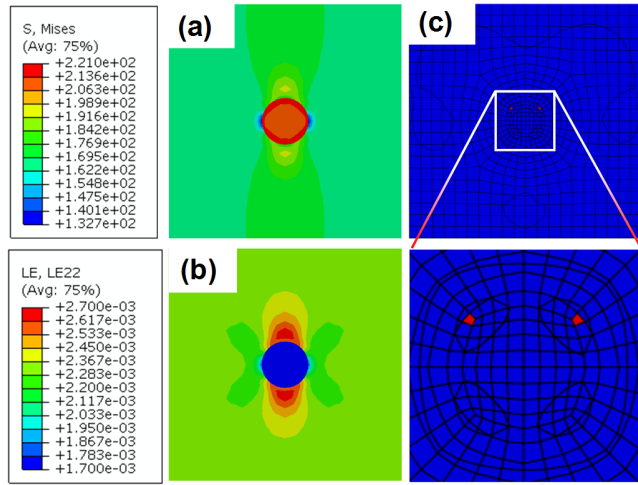 S, Mises
(Avg: 75%)
+2.210e+02
+2.136e+02
+2.063e+02
+1.989e+02
+1.916e+02
+1.842e+02
+1.769e+02
+1.695e+02
+1.622e+02
+1.548e+02
+1.475e+02
+1.401e+02
+1.327e+02
(a)
(c)
LE, LE22
(Avg: 75%)
+2.700e-03
+2.617e-03
+2.533e-03
+2.450e-03
+2.367e-03
+2.283e-03
+2.200e-03
+2.117e-03
+2.033e-03
+1.950e-03
+1.867e-03
+1.783e-03
+1.700e-03
(b)